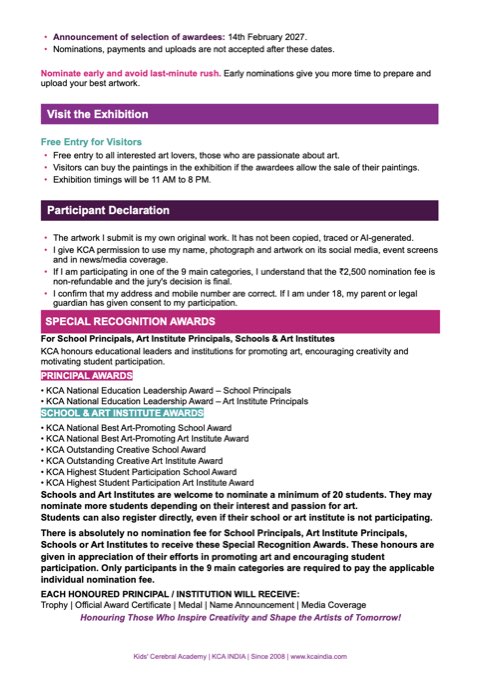 • Announcement of selection of awardees: 14th February 2027.
• Nominations, payments and uploads are not accepted after these dates.
Nominate early and avoid last-minute rush. Early nominations give you more time to prepare and
upload your best artwork.
Visit the Exhibition
Free Entry for Visitors
• Free entry to all interested art lovers, those who are passionate about art.
• Visitors can buy the paintings in the exhibition if the awardees allow the sale of their paintings.
• Exhibition timings will be 11 AM to 8 PM.
Participant Declaration
• The artwork I submit is my own original work. It has not been copied, traced or AI-generated.
• I give KCA permission to use my name, photograph and artwork on its social media, event screens
and in news/media coverage.
• If I am participating in one of the 9 main categories, I understand that the ₹2,500 nomination fee is
non-refundable and the jury's decision is final.
• I confirm that my address and mobile number are correct. If I am under 18, my parent or legal
guardian has given consent to my participation.
SPECIAL RECOGNITION AWARDS
For School Principals, Art Institute Principals, Schools & Art Institutes
KCA honours educational leaders and institutions for promoting art, encouraging creativity and
motivating student participation.
PRINCIPAL AWARDS
• KCA National Education Leadership Award – School Principals
• KCA National Education Leadership Award – Art Institute Principals
SCHOOL & ART INSTITUTE AWARDS
• KCA National Best Art-Promoting School Award
• KCA National Best Art-Promoting Art Institute Award
• KCA Outstanding Creative School Award
• KCA Outstanding Creative Art Institute Award
• KCA Highest Student Participation School Award
• KCA Highest Student Participation Art Institute Award
Schools and Art Institutes are welcome to nominate a minimum of 20 students. They may
nominate more students depending on their interest and passion for art.
Students can also register directly, even if their school or art institute is not participating.
There is absolutely no nomination fee for School Principals, Art Institute Principals,
Schools or Art Institutes to receive these Special Recognition Awards. These honours are
given in appreciation of their efforts in promoting art and encouraging student
participation. Only participants in the 9 main categories are required to pay the applicable
individual nomination fee.
EACH HONOURED PRINCIPAL / INSTITUTION WILL RECEIVE:
Trophy | Official Award Certificate | Medal | Name Announcement | Media Coverage
Honouring Those Who Inspire Creativity and Shape the Artists of Tomorrow!
Kids' Cerebral Academy | KCA INDIA | Since 2008 | www.kcaindia.com